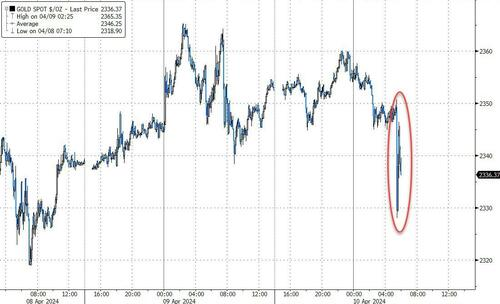 GOLD SPOT $/OZ - Last Price 2336.37
High on 04/09 02:25 2365.35
Average 2346.25
Low on 04/08 07:10 2318.90
2360
2350
2340
2336.37
2330
2320
08:00 12:00 16:00 20:00 00:00 04:00 08:00 12:00 16:00 20:00 00:00 04:00 08:00 12:00
08 Apr 2024 09 Apr 2024 10 Apr 2024